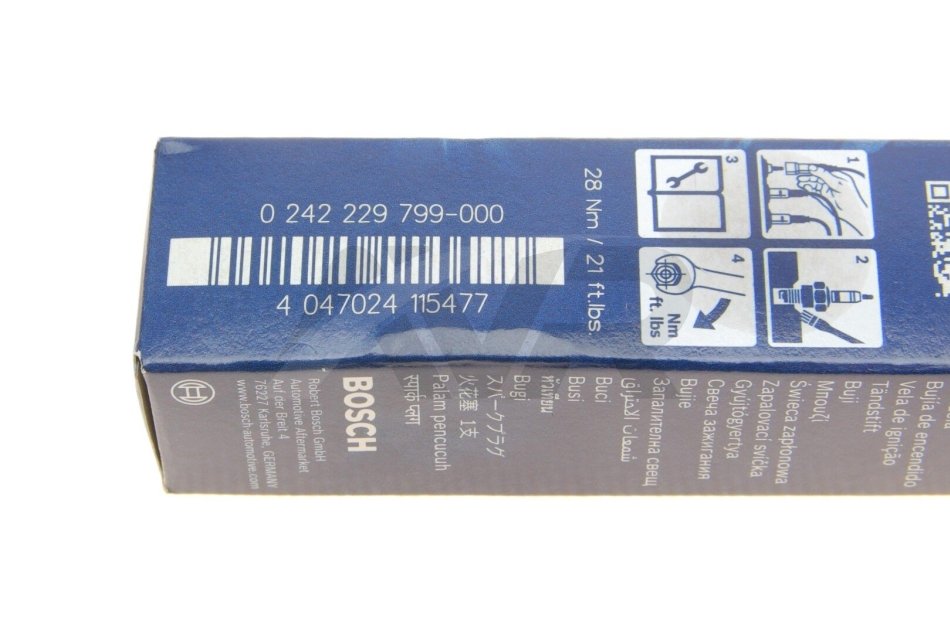 0 242 229 799-000
4 047024 115477
28 Nm / 21 ft.lbs.
3
1
4
Nm
ft. lbs
2
Robert Bosch GmbH
Automotive Aftermarket
Auf der Breit 4
76227 Karlsruhe, GERMANY
www.bosch-automotive.com
BOSCH
Bujía de encendido
Vela de ignição
Tändstift
Buji
Μπουζί
Świeca zapłonowa
Zapalovací svíčka
Gyújtógyertya
Свеча зажигания
Bujie
Запалителна свещ
شمعات الاحتراق
Buci
Busi
หัวเทียน
Bugi
スパークプラグ
火花塞 1支
Palam pencucuh
स्पार्क प्लग